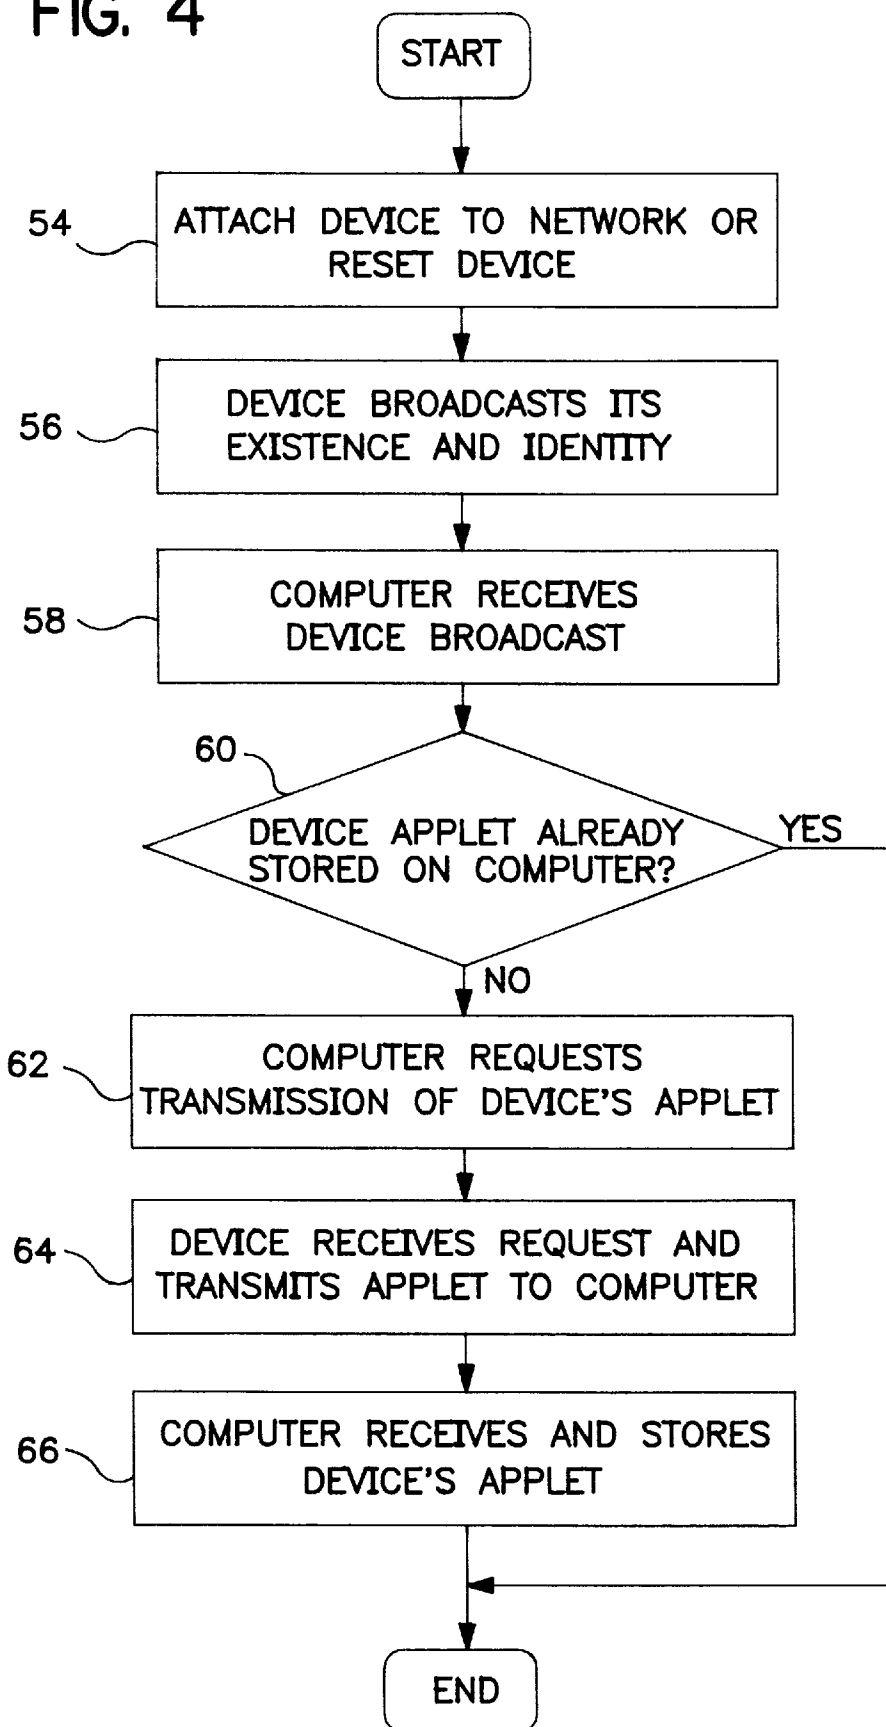 FIG. 4
START
54
ATTACH DEVICE TO NETWORK OR
RESET DEVICE
56
DEVICE BROADCASTS ITS
EXISTENCE AND IDENTITY
58
COMPUTER RECEIVES
DEVICE BROADCAST
60
DEVICE APPLET ALREADY
STORED ON COMPUTER?
YES
NO
62
COMPUTER REQUESTS
TRANSMISSION OF DEVICE'S APPLET
64
DEVICE RECEIVES REQUEST AND
TRANSMITS APPLET TO COMPUTER
66
COMPUTER RECEIVES AND STORES
DEVICE'S APPLET
END